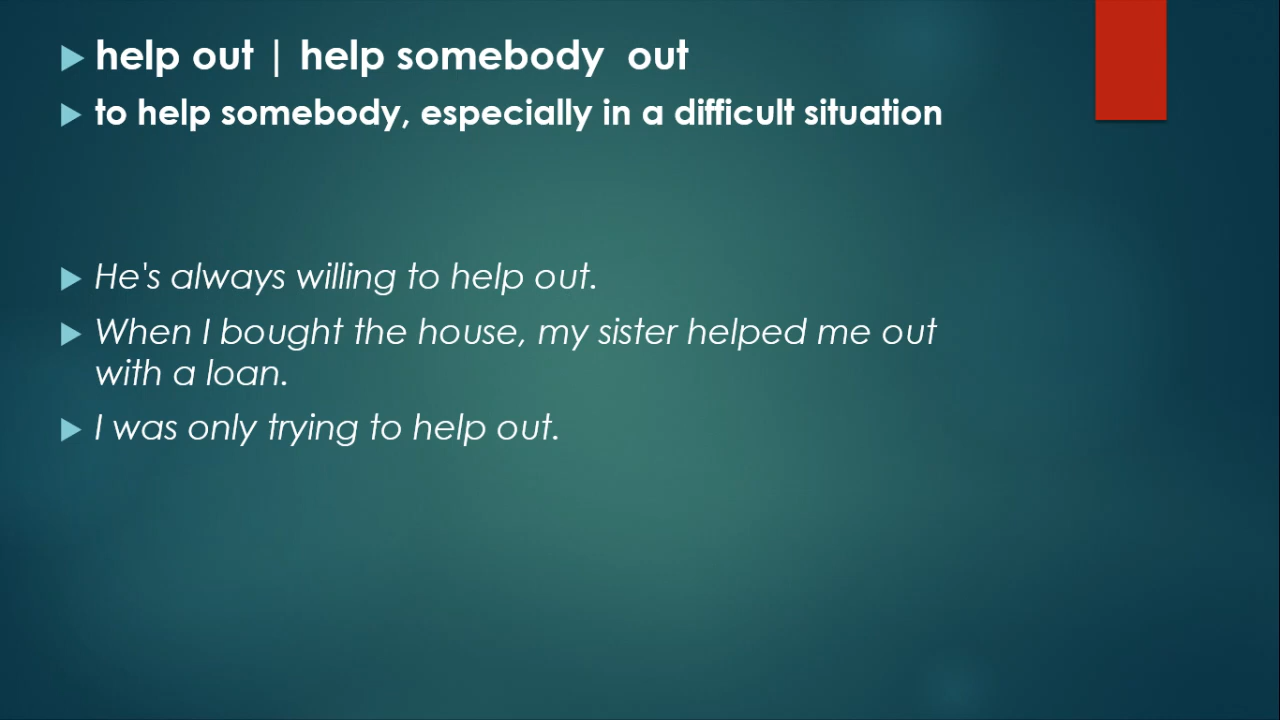 help out | help somebody  out
to help somebody, especially in a difficult situation
He's always willing to help out.
When I bought the house, my sister helped me out
with a loan.
I was only trying to help out.